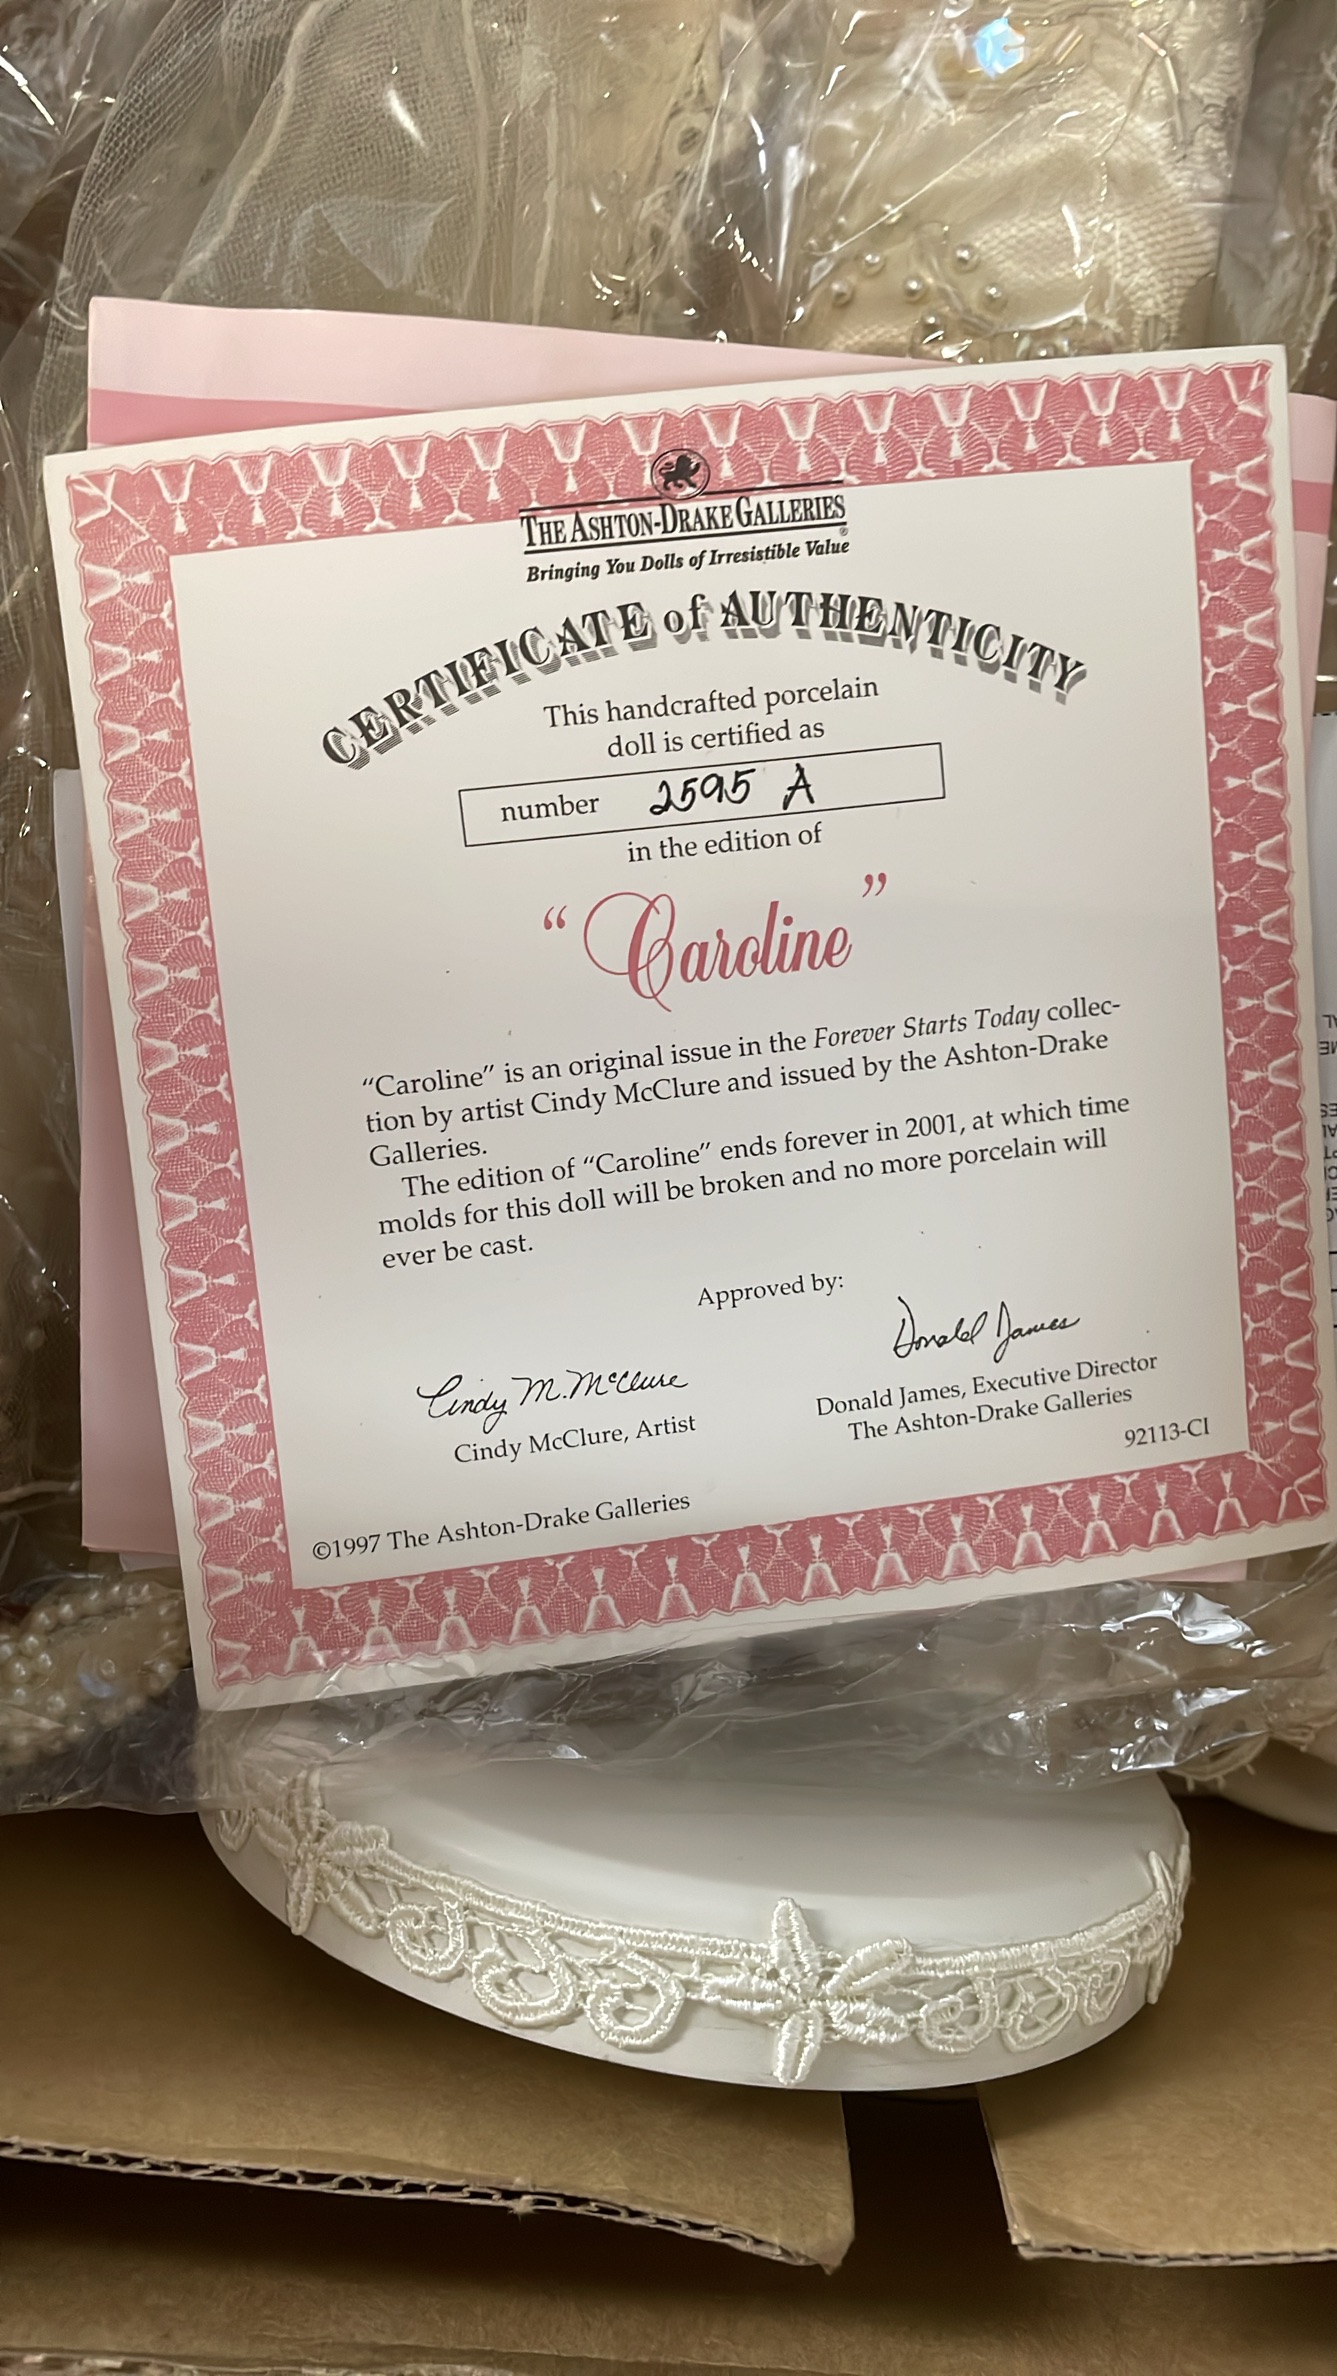 THE ASHTON-DRAKE GALLERIES®
Bringing You Dolls of Irresistible Value
CERTIFICATE of AUTHENTICITY
This handcrafted porcelain
doll is certified as
number 2595 A
in the edition of
“Caroline”
“Caroline” is an original issue in the Forever Starts Today collec-
tion by artist Cindy McClure and issued by the Ashton-Drake
Galleries.
The edition of “Caroline” ends forever in 2001, at which time
molds for this doll will be broken and no more porcelain will
ever be cast.
Approved by:
Cindy M. McClure
Donald James
Cindy McClure, Artist
Donald James, Executive Director
The Ashton-Drake Galleries
92113-CI
©1997 The Ashton-Drake Galleries